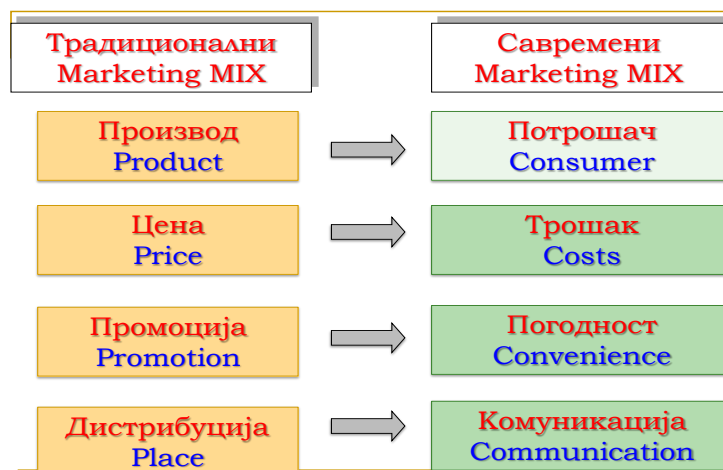 Традиционални
Marketing MIX
Савремени
Marketing MIX
Производ
Product
Потрошач
Consumer
Цена
Price
Трошак
Costs
Промоција
Promotion
Погодност
Convenience
Дистрибуција
Place
Комуникација
Communication